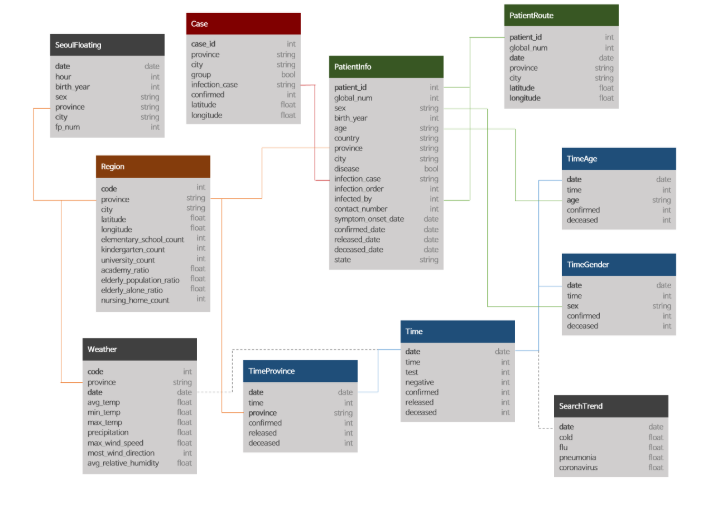 Case
case_id int
province string
city string
group bool
infection_case string
confirmed int
latitude float
longitude float
PatientRoute
patient_id int
global_num int
date date
province string
city string
latitude float
longitude float
SeoulFloating
date date
hour int
birth_year int
sex string
province string
city string
fp_num int
PatientInfo
patient_id int
global_num int
sex string
birth_year int
age string
country string
province string
city string
disease bool
infection_case string
infection_order int
infected_by int
contact_number int
symptom_onset_date date
confirmed_date date
released_date date
deceased_date date
state string
Region
code int
province string
city string
latitude float
longitude float
elementary_school_count int
kindergarten_count int
university_count int
academy_ratio float
elderly_population_ratio float
elderly_alone_ratio float
nursing_home_count int
TimeAge
date date
time int
age string
confirmed int
deceased int
TimeGender
date date
time int
sex string
confirmed int
deceased int
Weather
code int
province string
date date
avg_temp float
min_temp float
max_temp float
precipitation float
max_wind_speed float
most_wind_direction int
avg_relative_humidity float
TimeProvince
date date
time int
province string
confirmed int
released int
deceased int
Time
date date
time int
test int
negative int
confirmed int
released int
deceased int
SearchTrend
date date
cold float
flu float
pneumonia float
coronavirus float